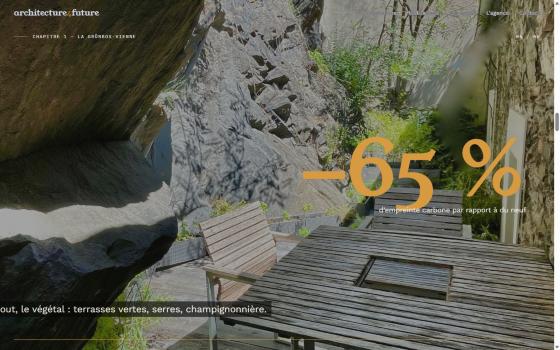 architecture&future
L'agence
CHAPITRE 1 – LA GRÜNBOX-VIENNE
–65 %
d'empreinte carbone par rapport à du neuf
out, le végétal : terrasses vertes, serres, champignonnière.